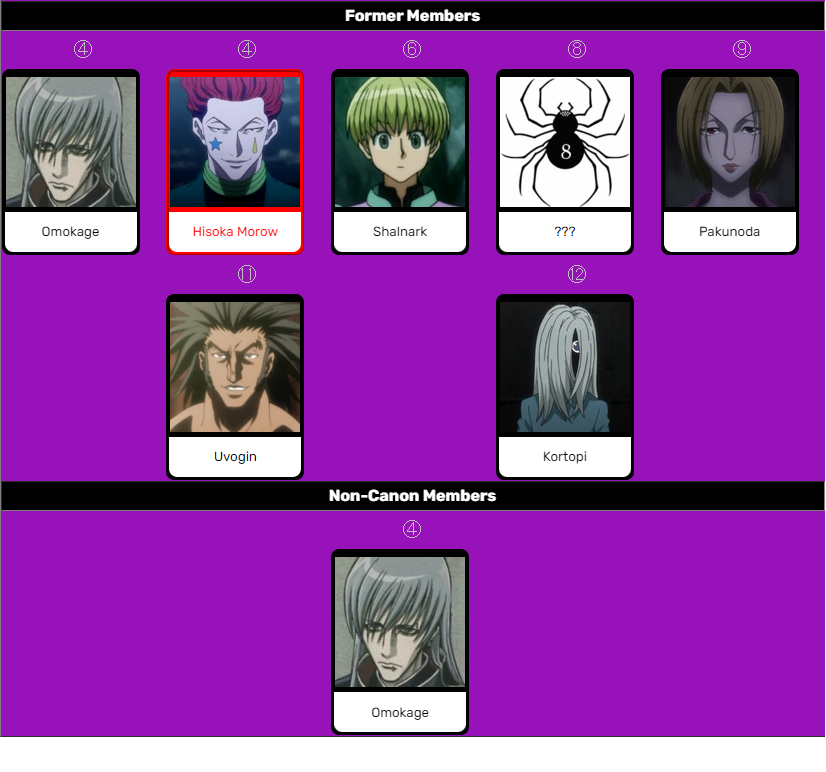 Former Members
④ ④ ⑥ ⑧ ⑨
8
Omokage Hisoka Morow Shalnark ??? Pakunoda
⑪ ⑫
Uvogin Kortopi
Non-Canon Members
④
Omokage